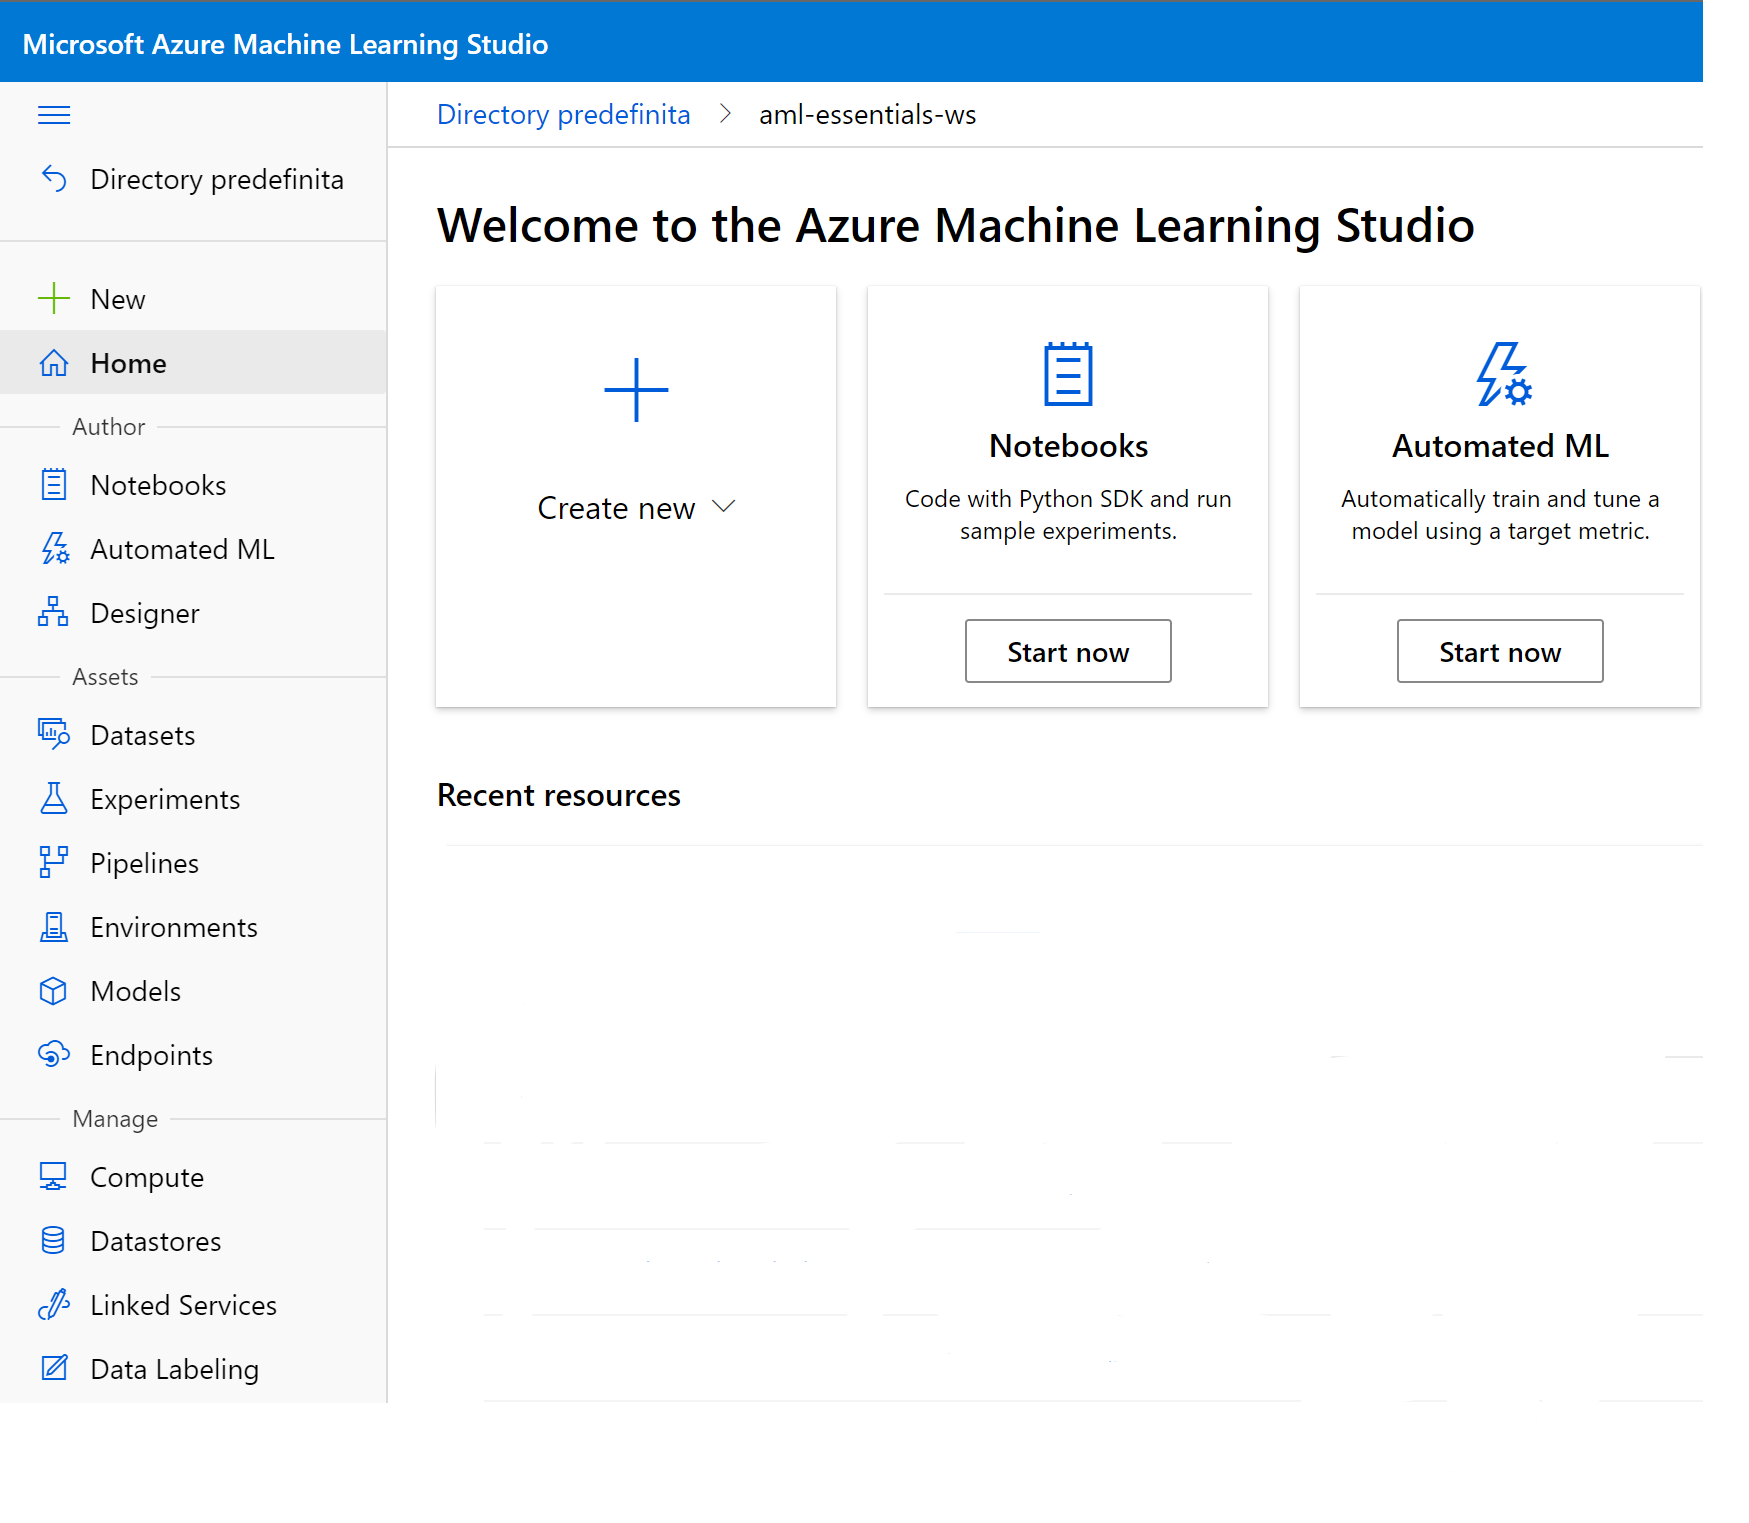 Microsoft Azure Machine Learning Studio
Directory predefinita
New
Home
Author
Notebooks
Automated ML
Designer
Assets
Datasets
Experiments
Pipelines
Environments
Models
Endpoints
Manage
Compute
Datastores
Linked Services
Data Labeling
Directory predefinita > aml-essentials-ws
Welcome to the Azure Machine Learning Studio
Create new
Notebooks
Code with Python SDK and run
sample experiments.
Start now
Automated ML
Automatically train and tune a
model using a target metric.
Start now
Recent resources